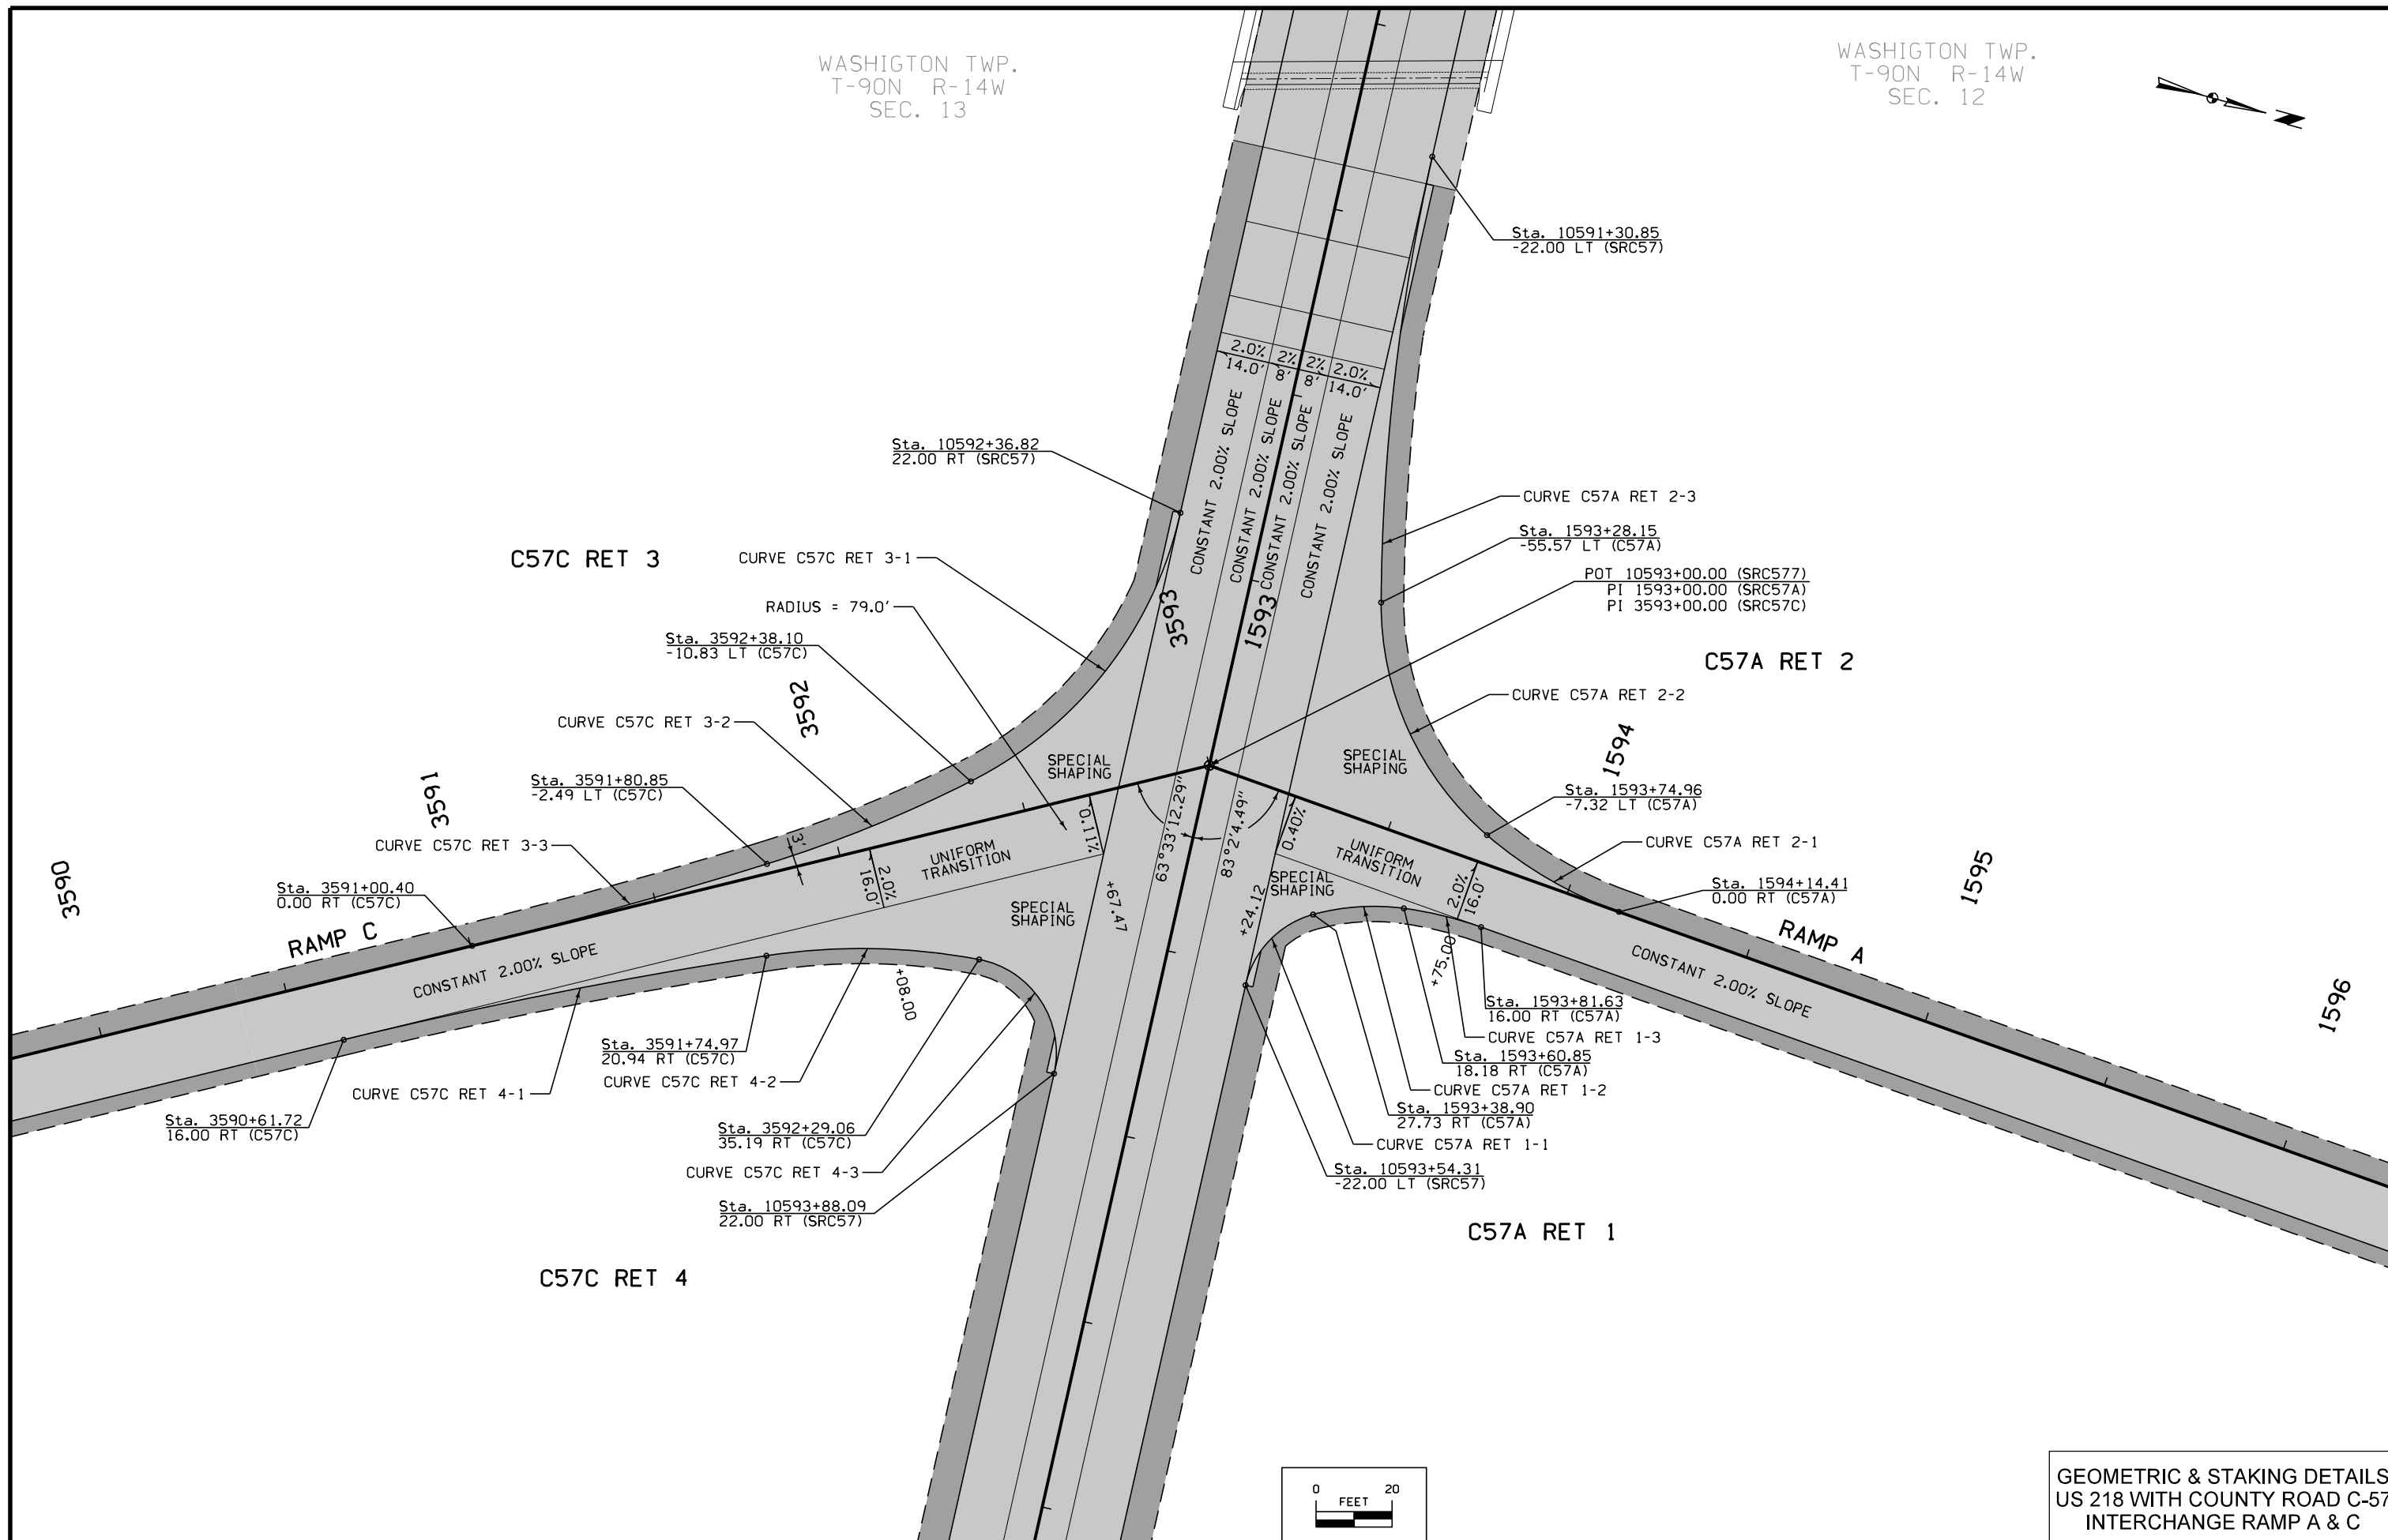 WASHIGTON TWP.
T-90N R-14W
SEC. 13
WASHIGTON TWP.
T-90N R-14W
SEC. 12
N
Sta. 10591+30.85
-22.00 LT (SRC57)
2.0% 2% 2% 2.0%
14.0' 8' 8' 14.0'
CONSTANT 2.00% SLOPE
CONSTANT 2.00% SLOPE
CONSTANT 2.00% SLOPE
CONSTANT 2.00% SLOPE
Sta. 10592+36.82
22.00 RT (SRC57)
CURVE C57A RET 2-3
Sta. 1593+28.15
-55.57 LT (C57A)
C57C RET 3
CURVE C57C RET 3-1
POT 10593+00.00 (SRC577)
PI 1593+00.00 (SRC57A)
PI 3593+00.00 (SRC57C)
RADIUS = 79.0'
3593
1593
Sta. 3592+38.10
-10.83 LT (C57C)
C57A RET 2
CURVE C57A RET 2-2
3592
CURVE C57C RET 3-2
1594
SPECIAL
SHAPING
SPECIAL
SHAPING
Sta. 3591+80.85
-2.49 LT (C57C)
3591
Sta. 1593+74.96
-7.32 LT (C57A)
63°33'12.29"
83°2'4.49"
0.11%
0.40%
3'
CURVE C57C RET 3-3
UNIFORM
TRANSITION
UNIFORM
TRANSITION
CURVE C57A RET 2-1
3590
1595
Sta. 3591+00.40
0.00 RT (C57C)
2.0%
16.0'
SPECIAL
SHAPING
+67.47
SPECIAL
SHAPING
+24.12
2.0%
16.0'
Sta. 1594+14.41
0.00 RT (C57A)
RAMP C
RAMP A
CONSTANT 2.00% SLOPE
CONSTANT 2.00% SLOPE
+08.00
+75.00
1596
Sta. 3591+74.97
20.94 RT (C57C)
Sta. 1593+81.63
16.00 RT (C57A)
CURVE C57A RET 1-3
CURVE C57C RET 4-2
Sta. 1593+60.85
18.18 RT (C57A)
CURVE C57C RET 4-1
CURVE C57A RET 1-2
Sta. 3590+61.72
16.00 RT (C57C)
Sta. 1593+38.90
27.73 RT (C57A)
Sta. 3592+29.06
35.19 RT (C57C)
CURVE C57A RET 1-1
CURVE C57C RET 4-3
Sta. 10593+54.31
-22.00 LT (SRC57)
Sta. 10593+88.09
22.00 RT (SRC57)
C57A RET 1
C57C RET 4
0 20
FEET
GEOMETRIC & STAKING DETAILS
US 218 WITH COUNTY ROAD C-57
INTERCHANGE RAMP A & C